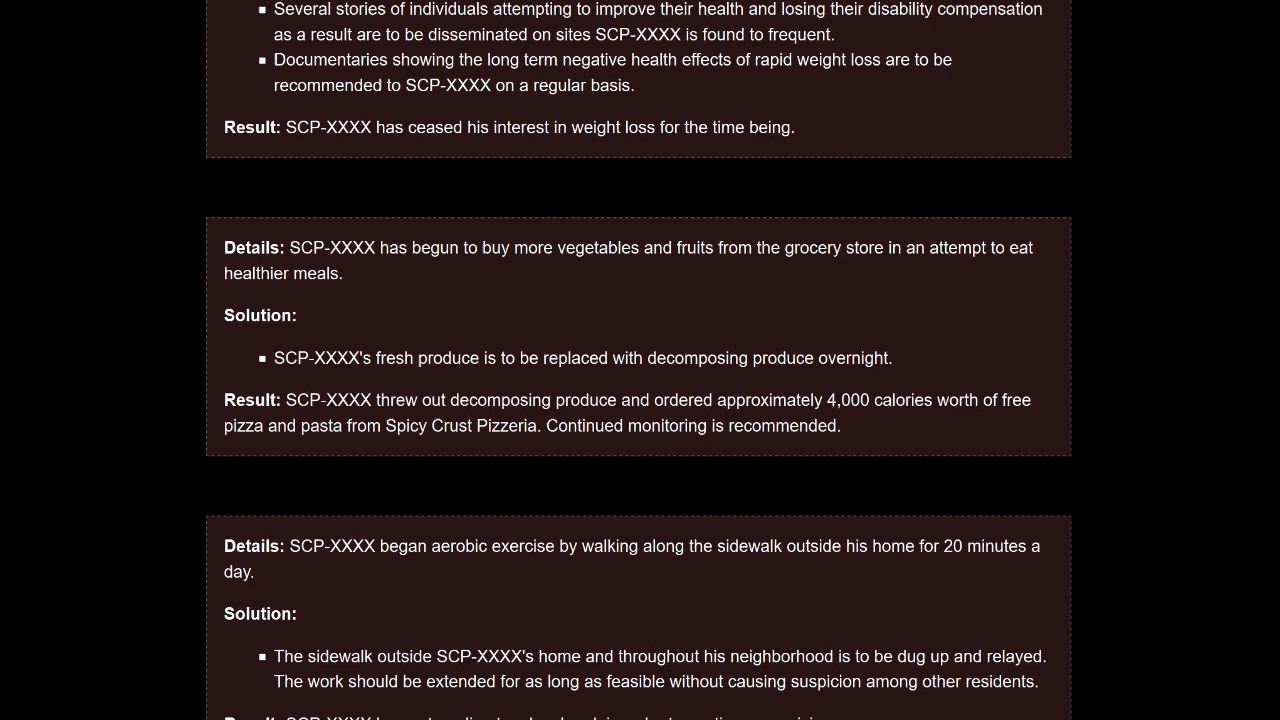 Several stories of individuals attempting to improve their health and losing their disability compensation
as a result are to be disseminated on sites SCP-XXXX is found to frequent.
Documentaries showing the long term negative health effects of rapid weight loss are to be
recommended to SCP-XXXX on a regular basis.
Result: SCP-XXXX has ceased his interest in weight loss for the time being.
Details: SCP-XXXX has begun to buy more vegetables and fruits from the grocery store in an attempt to eat
healthier meals.
Solution:
SCP-XXXX's fresh produce is to be replaced with decomposing produce overnight.
Result: SCP-XXXX threw out decomposing produce and ordered approximately 4,000 calories worth of free
pizza and pasta from Spicy Crust Pizzeria. Continued monitoring is recommended.
Details: SCP-XXXX began aerobic exercise by walking along the sidewalk outside his home for 20 minutes a
day.
Solution:
The sidewalk outside SCP-XXXX's home and throughout his neighborhood is to be dug up and relayed.
The work should be extended for as long as feasible without causing suspicion among other residents.
Result: SCP-XXXX